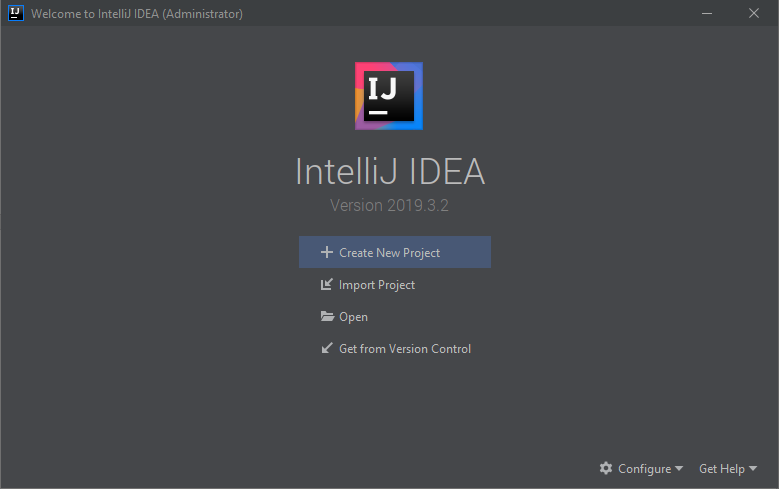 IJ Welcome to IntelliJ IDEA (Administrator)
IJ
IntelliJ IDEA
Version 2019.3.2
Create New Project
Import Project
Open
Get from Version Control
Configure Get Help